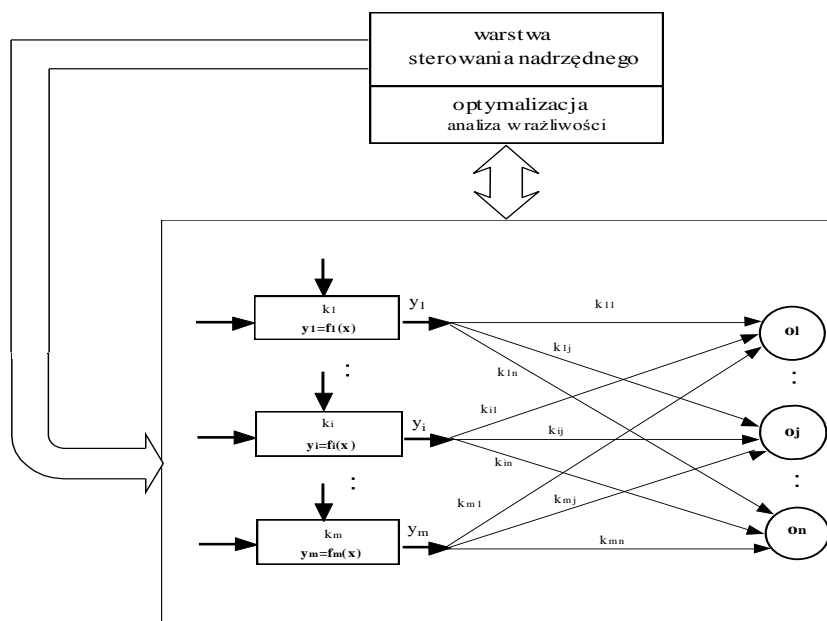 warstwa
sterowania nadrzędnego
optymalizacja
analiza wrażliwości
k1
y1=f1(x)
y1
k11
o1
k1j
k1n
:
:
ki
yi=fi(x)
yi
ki1
kij
oj
kin
:
:
km
ym=fm(x)
ym
km1
kmj
kmn
on